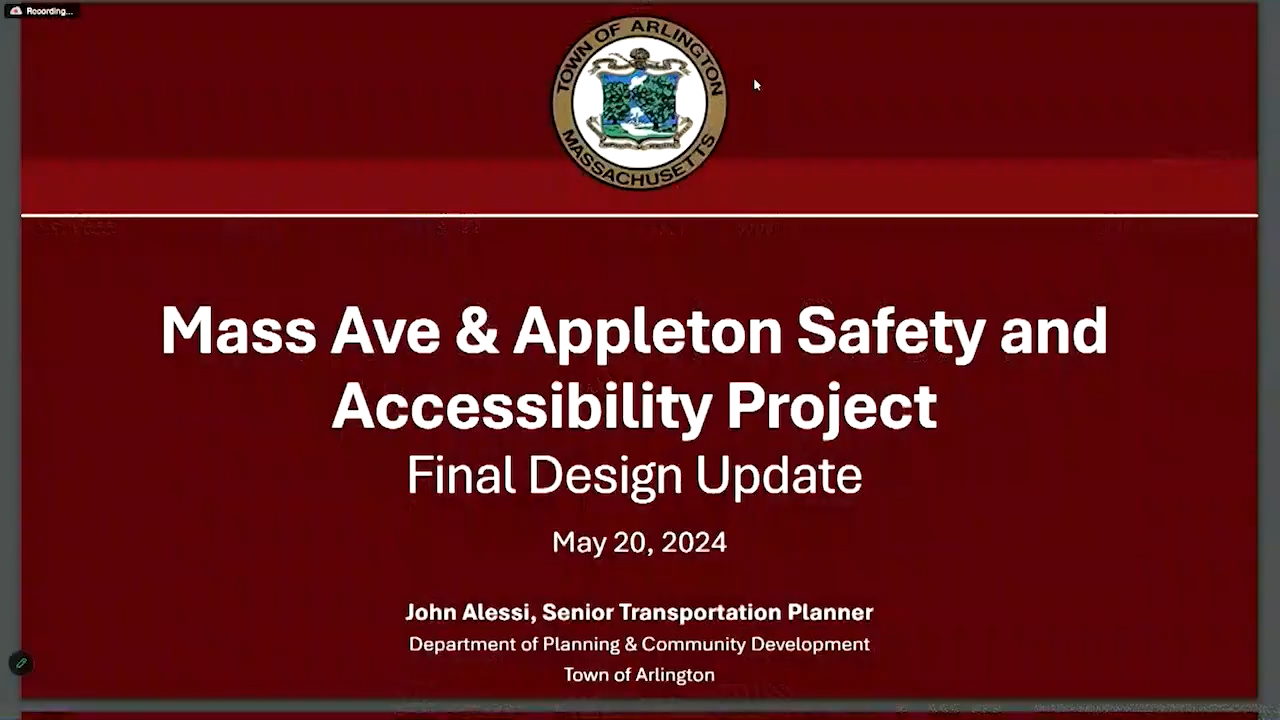 Recording...
TOWN OF ARLINGTON
MASSACHUSETTS
Mass Ave & Appleton Safety and
Accessibility Project
Final Design Update
May 20, 2024
John Alessi, Senior Transportation Planner
Department of Planning & Community Development
Town of Arlington